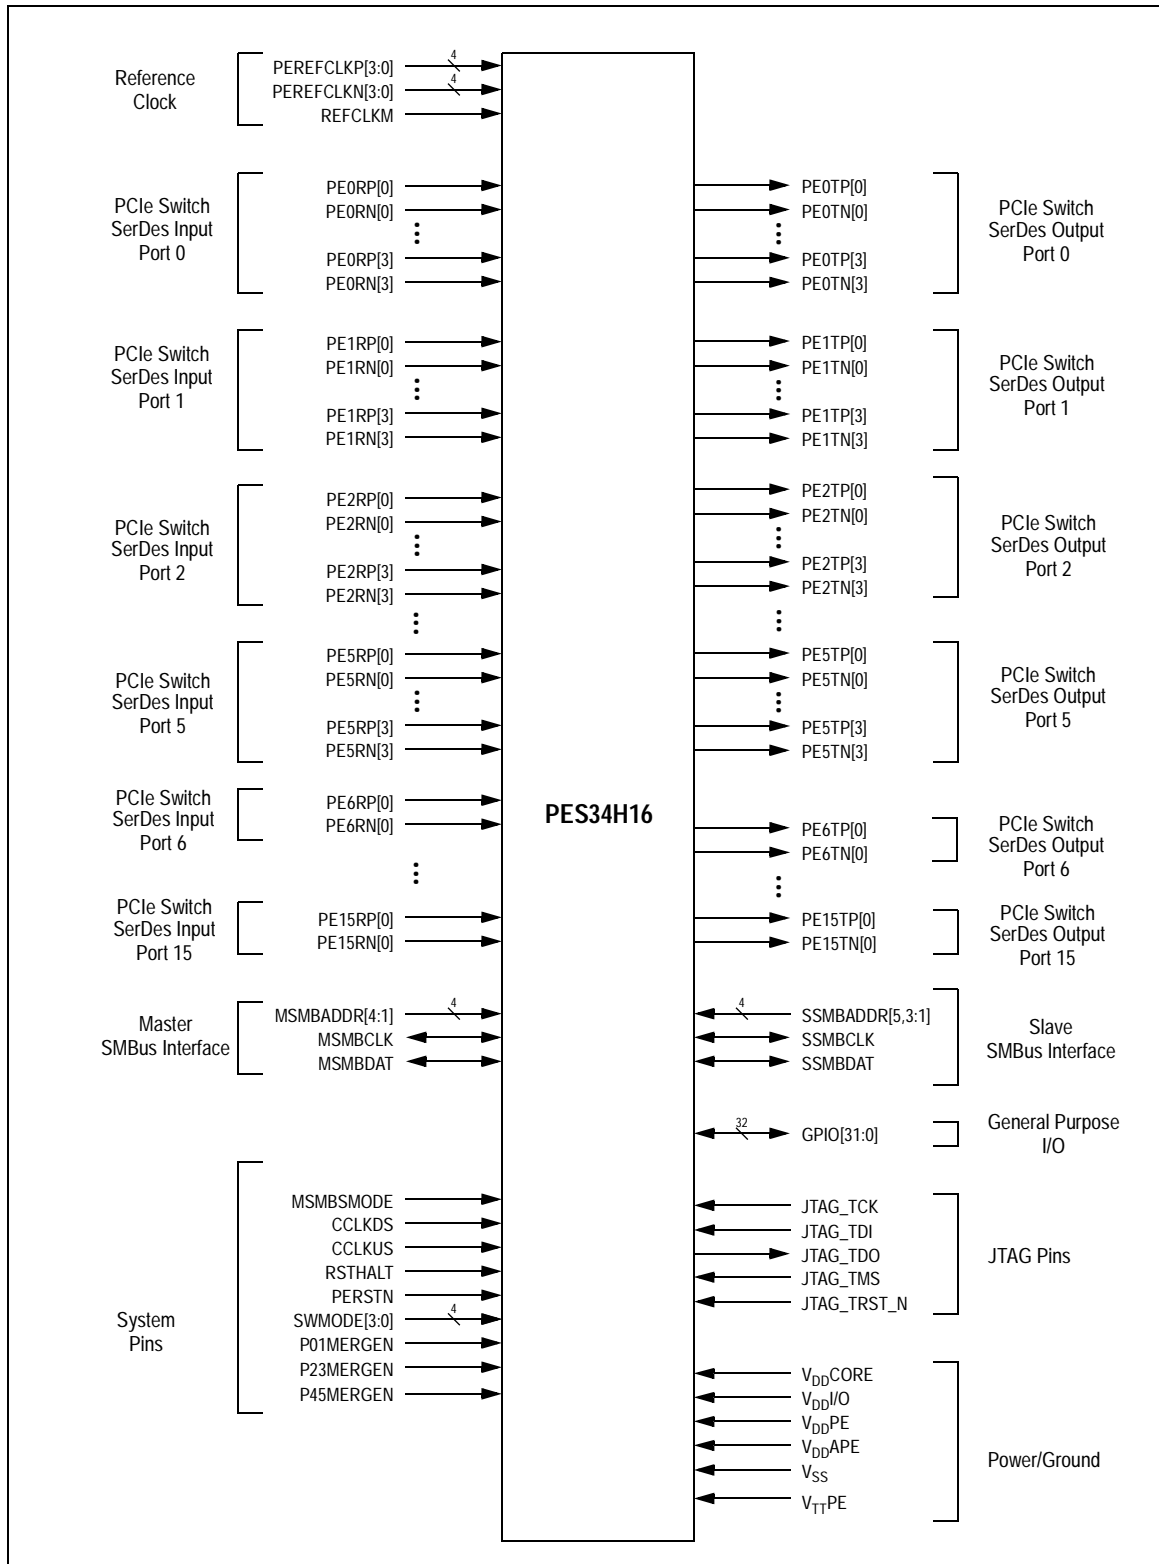 Reference
Clock
PEREFCLKP[3:0]
4
PEREFCLKN[3:0]
4
REFCLKM
PCIe Switch
SerDes Input
Port 0
PE0RP[0]
PE0RN[0]
PE0RP[3]
PE0RN[3]
PE0TP[0]
PE0TN[0]
PE0TP[3]
PE0TN[3]
PCIe Switch
SerDes Output
Port 0
PCIe Switch
SerDes Input
Port 1
PE1RP[0]
PE1RN[0]
PE1RP[3]
PE1RN[3]
PE1TP[0]
PE1TN[0]
PE1TP[3]
PE1TN[3]
PCIe Switch
SerDes Output
Port 1
PCIe Switch
SerDes Input
Port 2
PE2RP[0]
PE2RN[0]
PE2RP[3]
PE2RN[3]
PE2TP[0]
PE2TN[0]
PE2TP[3]
PE2TN[3]
PCIe Switch
SerDes Output
Port 2
PCIe Switch
SerDes Input
Port 5
PE5RP[0]
PE5RN[0]
PE5RP[3]
PE5RN[3]
PE5TP[0]
PE5TN[0]
PE5TP[3]
PE5TN[3]
PCIe Switch
SerDes Output
Port 5
PES34H16
PCIe Switch
SerDes Input
Port 6
PE6RP[0]
PE6RN[0]
PE6TP[0]
PE6TN[0]
PCIe Switch
SerDes Output
Port 6
PCIe Switch
SerDes Input
Port 15
PE15RP[0]
PE15RN[0]
PE15TP[0]
PE15TN[0]
PCIe Switch
SerDes Output
Port 15
Master
SMBus Interface
MSMBADDR[4:1]
4
MSMBCLK
MSMBDAT
4
SSMBADDR[5,3:1]
SSMBCLK
SSMBDAT
Slave
SMBus Interface
32
GPIO[31:0]
General Purpose
I/O
System
Pins
MSMBSMODE
CCLKDS
CCLKUS
RSTHALT
PERSTN
SWMODE[3:0]
4
P01MERGEN
P23MERGEN
P45MERGEN
JTAG_TCK
JTAG_TDI
JTAG_TDO
JTAG_TMS
JTAG_TRST_N
JTAG Pins
VDDCORE
VDDI/O
VDDPE
VDDAPE
VSS
VTTPE
Power/Ground